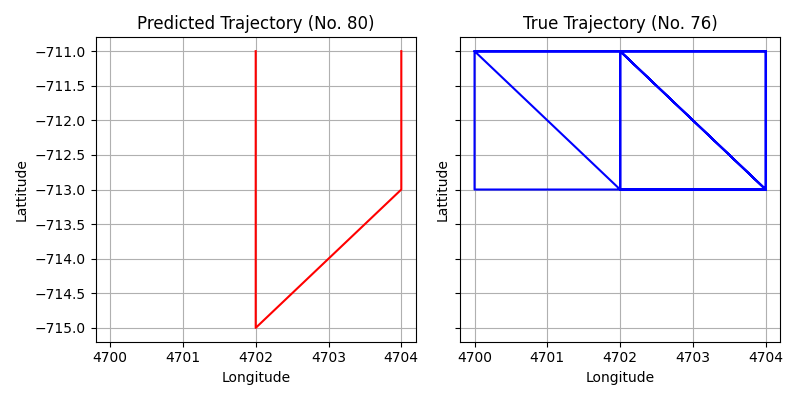 Predicted Trajectory (No. 80)
True Trajectory (No. 76)
−711.0
−711.5
−712.0
−712.5
−713.0
−713.5
−714.0
−714.5
−715.0
Lattitude
Lattitude
4700 4701 4702 4703 4704
4700 4701 4702 4703 4704
Longitude
Longitude